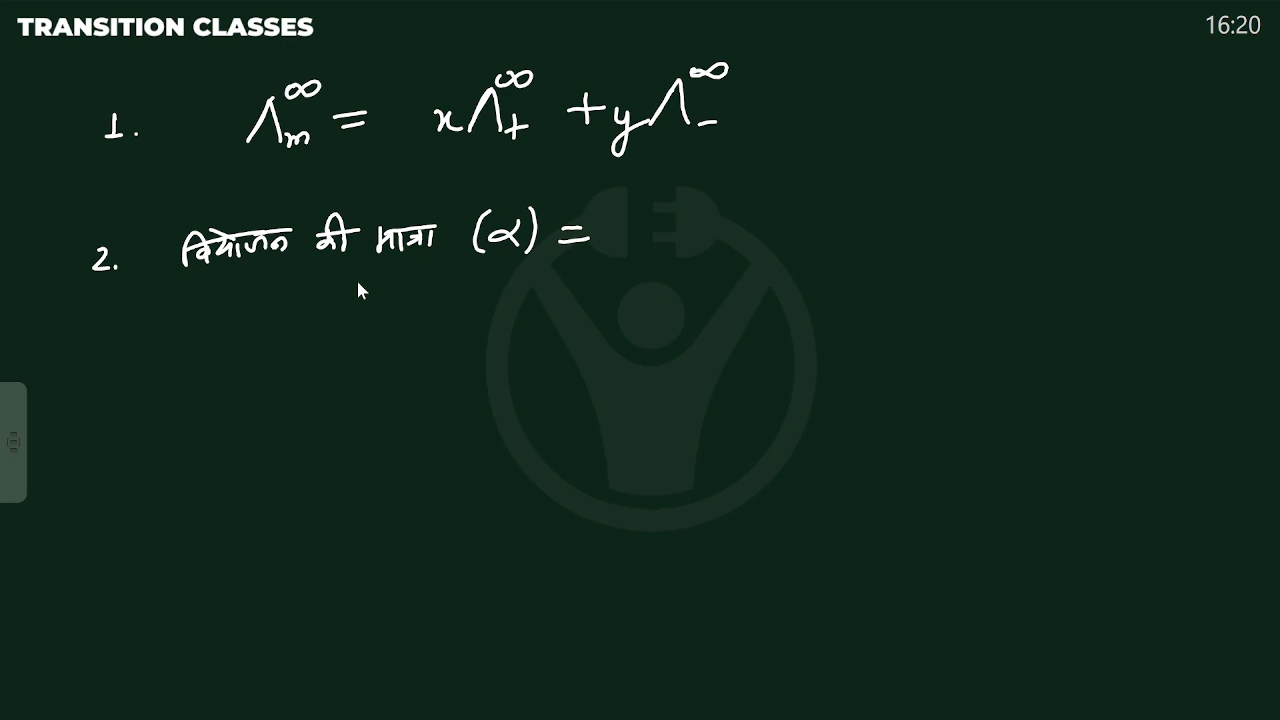 TRANSITION CLASSES
16:20
1. Λₘ^∞ = xΛ₊^∞ + yΛ₋^∞
2. वियोजन की मात्रा (α) =